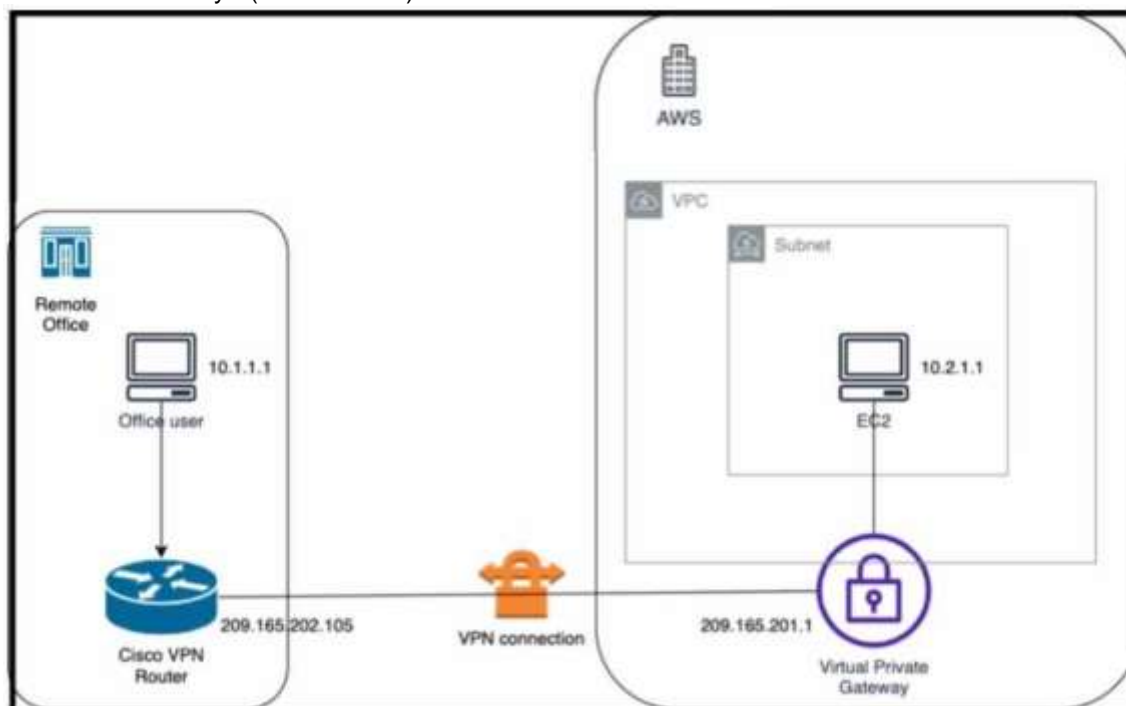 AWS
VPC
Subnet
Remote
Office
10.1.1.1
10.2.1.1
Office user
EC2
209.165.202.105
VPN connection
209.165.201.1
Cisco VPN
Router
Virtual Private
Gateway